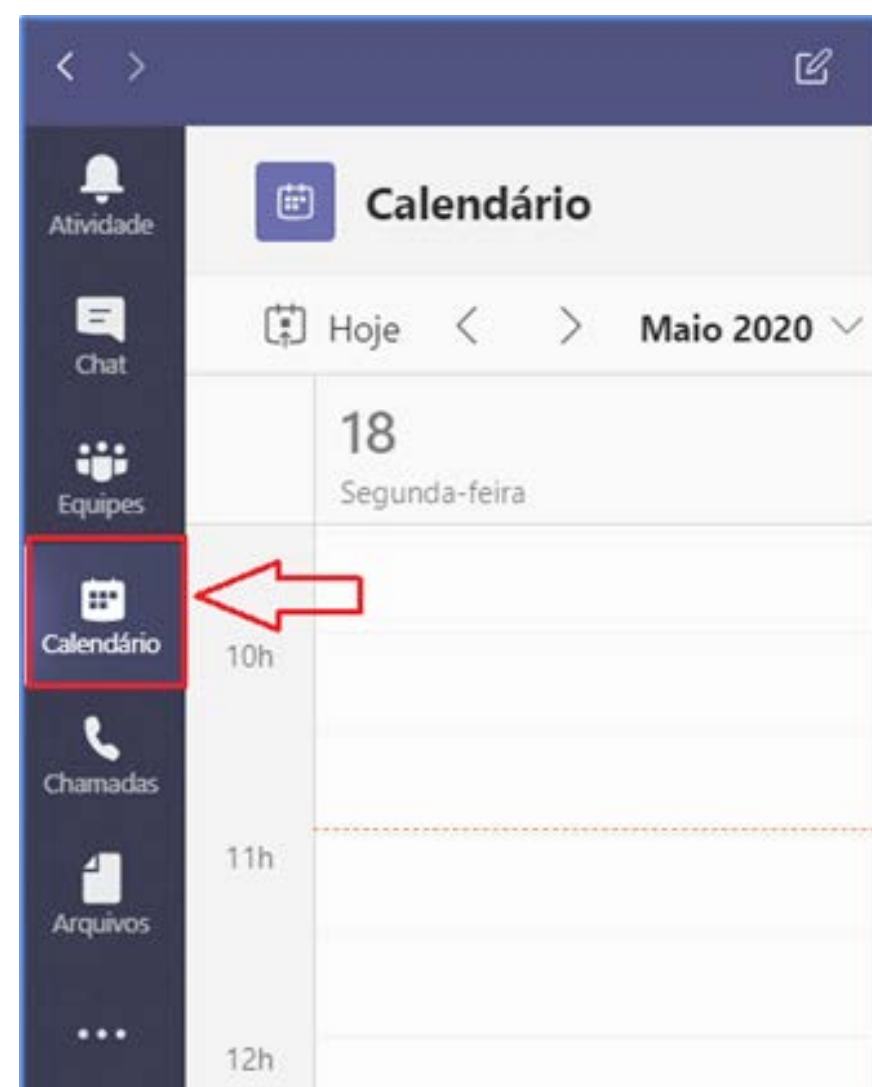 Atividade
Chat
Equipes
Calendário
Chamadas
Arquivos
Calendário
Hoje
Maio 2020
18
Segunda-feira
10h
11h
12h